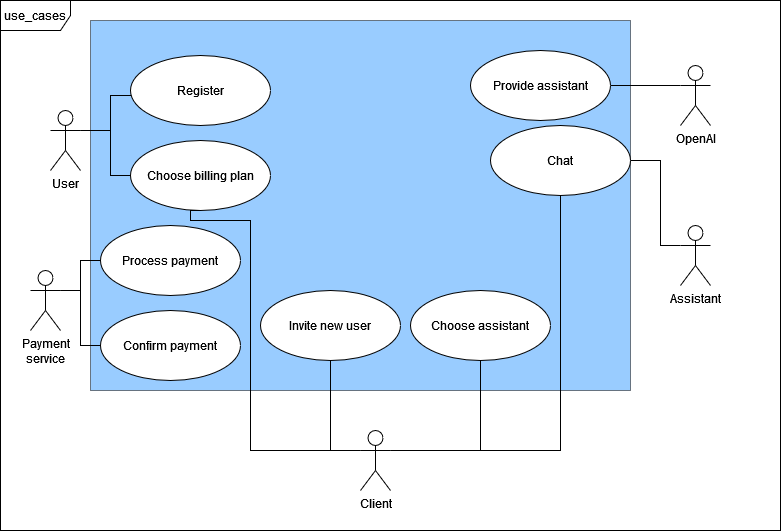 use_cases
Register
Provide assistant
OpenAI
User
Choose billing plan
Chat
Process payment
Assistant
Payment
service
Confirm payment
Invite new user
Choose assistant
Client